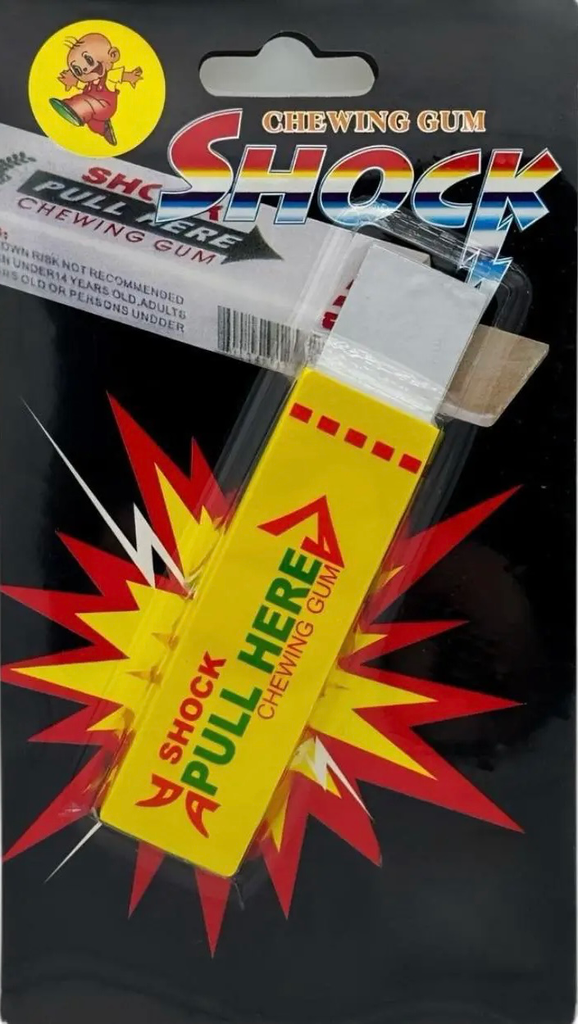 CHEWING GUM
SHOCK
SHOCK
PULL HERE
CHEWING GUM
OWN RISK NOT RECOMMENDED
UNDER14 YEARS OLD,ADULTS
RS OLD OR PERSONS UNDDER
SHOCK
PULL HERE
CHEWING GUM